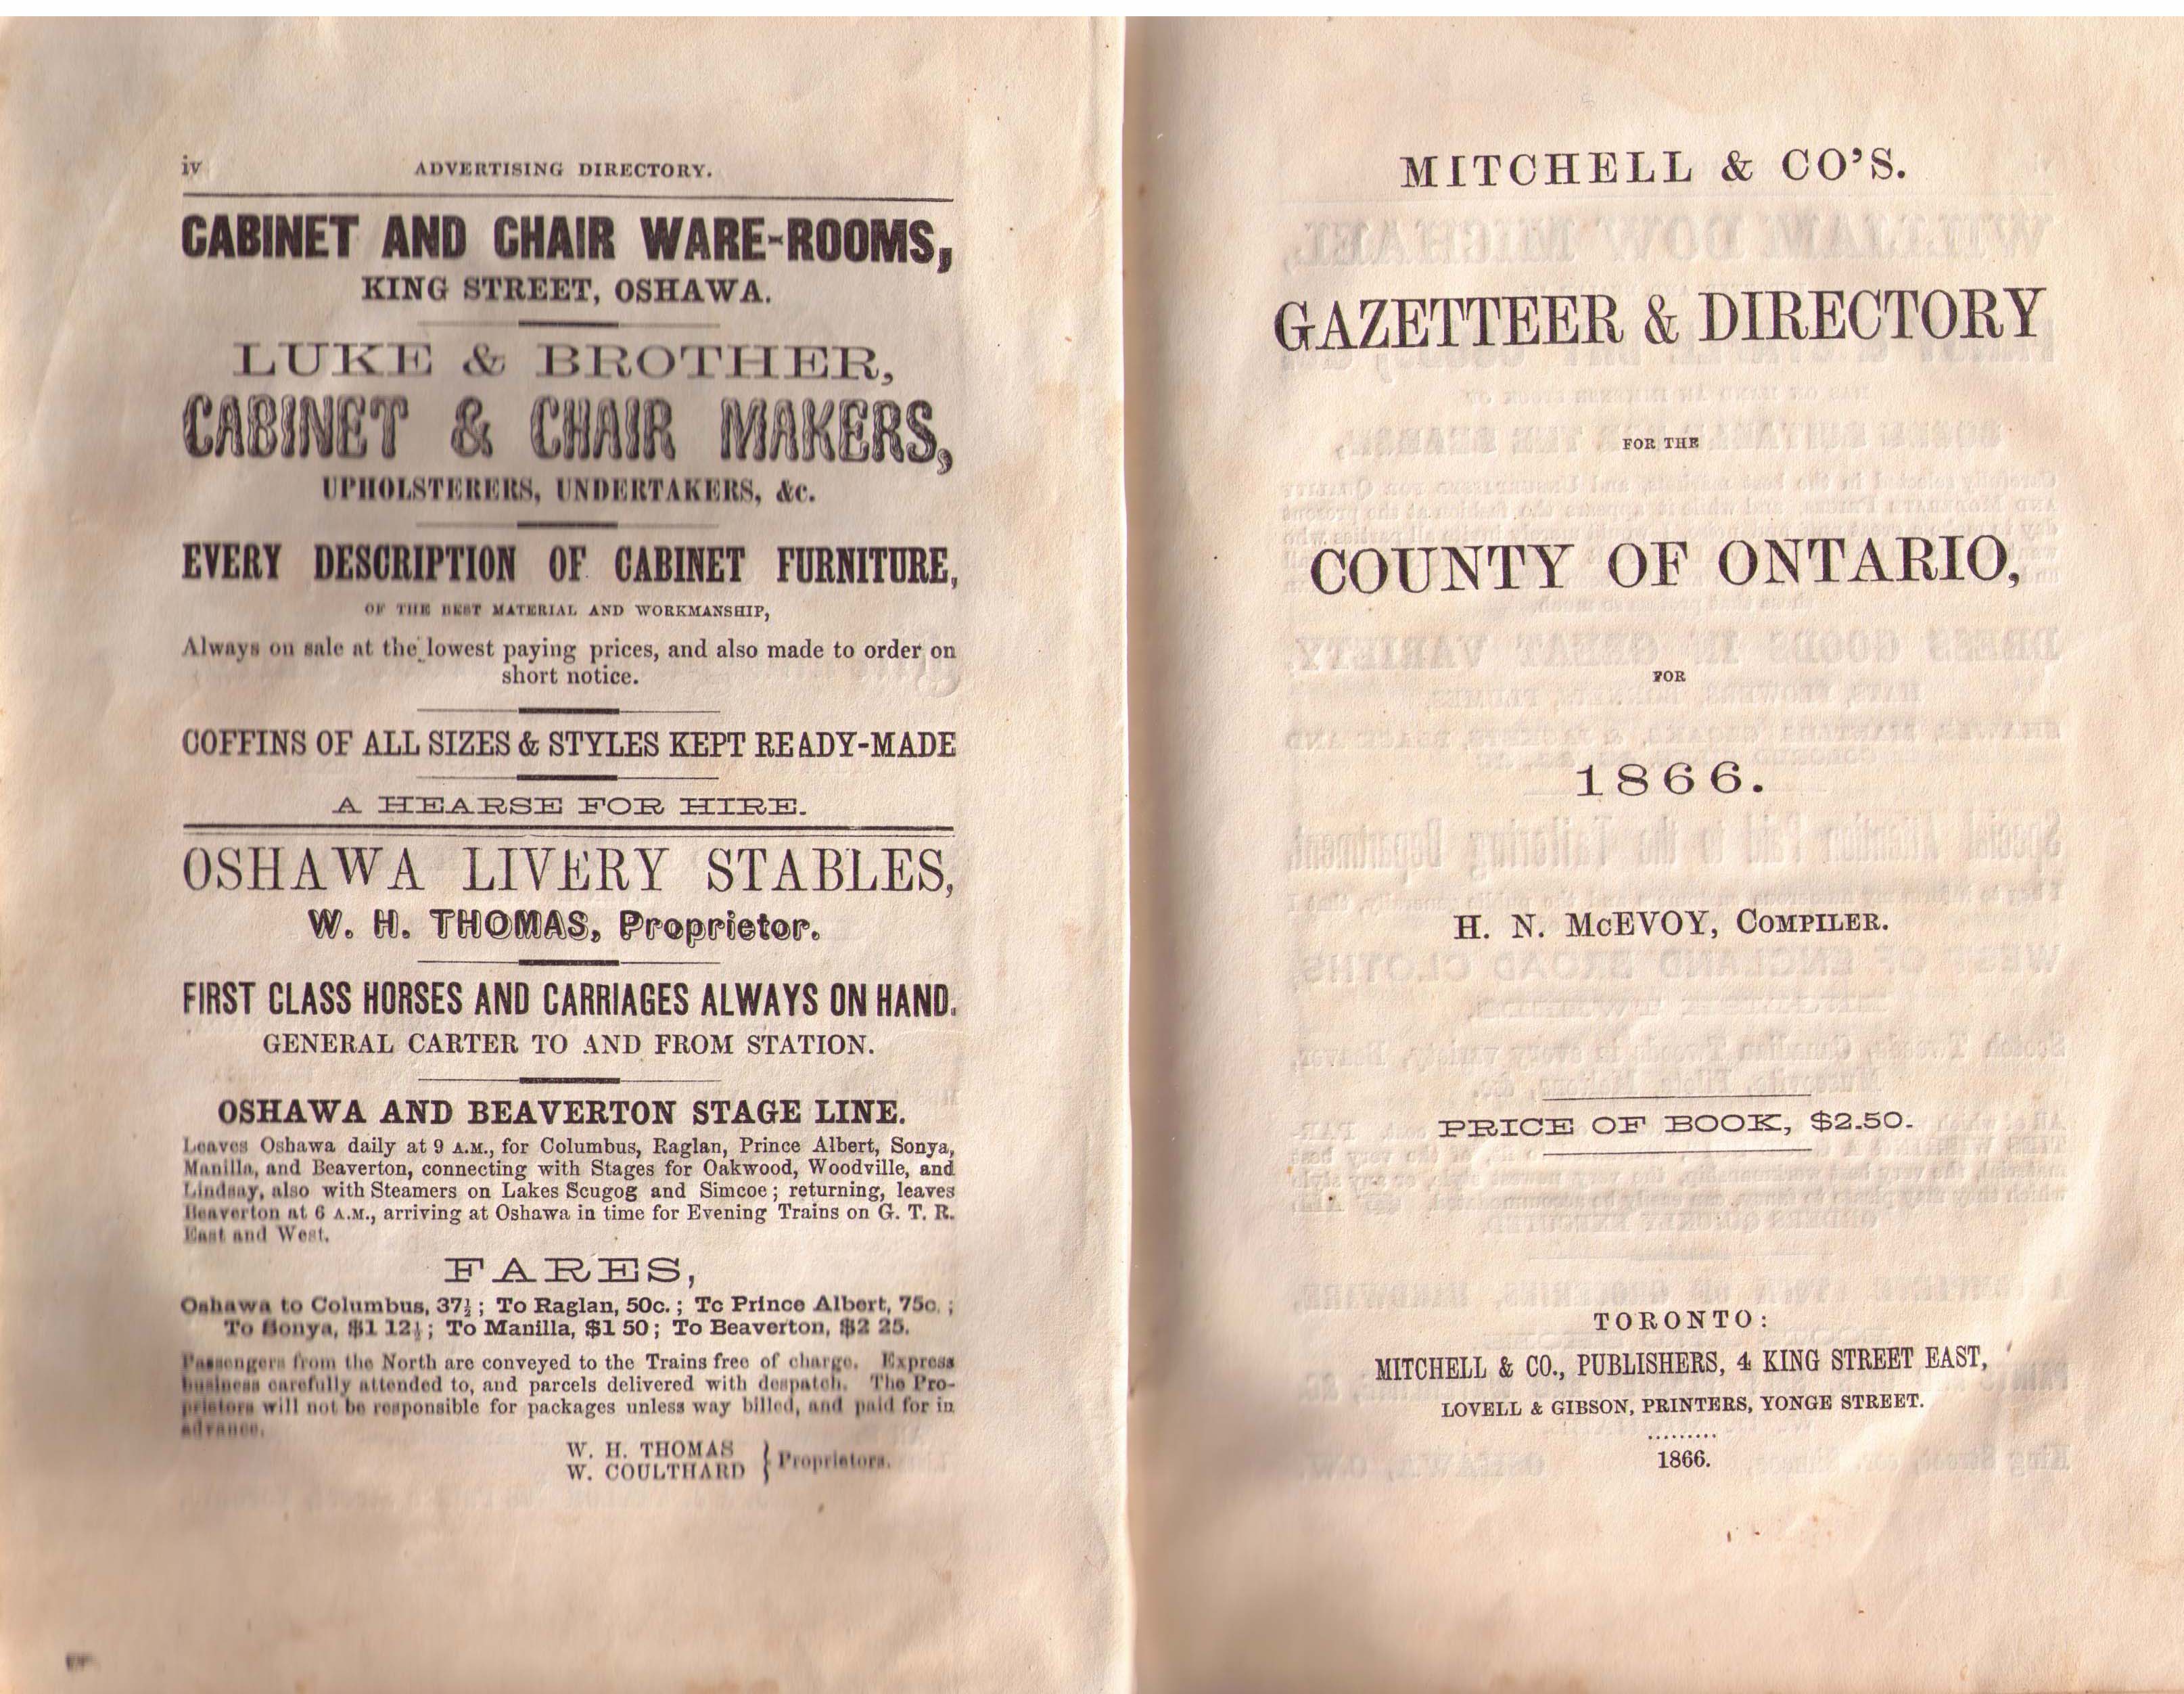 iv ADVERTISING DIRECTORY.
CABINET AND CHAIR WARE-ROOMS,
KING STREET, OSHAWA.
LUKE & BROTHER,
CABINET & CHAIR MAKERS,
UPHOLSTERERS, UNDERTAKERS, &c.
EVERY DESCRIPTION OF CABINET FURNITURE,
OF THE BEST MATERIAL AND WORKMANSHIP,
Always on sale at the lowest paying prices, and also made to order on
short notice.
COFFINS OF ALL SIZES & STYLES KEPT READY-MADE
A HEARSE FOR HIRE.
OSHAWA LIVERY STABLES,
W. H. THOMAS, Proprietor.
FIRST CLASS HORSES AND CARRIAGES ALWAYS ON HAND.
GENERAL CARTER TO AND FROM STATION.
OSHAWA AND BEAVERTON STAGE LINE.
Leaves Oshawa daily at 9 A.M., for Columbus, Raglan, Prince Albert, Sonya,
Manilla, and Beaverton, connecting with Stages for Oakwood, Woodville, and
Lindsay, also with Steamers on Lakes Scugog and Simcoe; returning, leaves
Beaverton at 6 A.M., arriving at Oshawa in time for Evening Trains on G. T. R.
East and West.
FARES,
Oshawa to Columbus, 37½; To Raglan, 50c.; To Prince Albert, 75c.;
To Sonya, $1 12½; To Manilla, $1 50; To Beaverton, $2 25.
Passengers from the North are conveyed to the Trains free of charge. Express
business carefully attended to, and parcels delivered with despatch. The Pro-
prietors will not be responsible for packages unless way billed, and paid for in
advance.
W. H. THOMAS
W. COULTHARD } Proprietors.
MITCHELL & CO'S.
GAZETTEER & DIRECTORY
FOR THE
COUNTY OF ONTARIO,
FOR
1866.
H. N. McEVOY, COMPILER.
PRICE OF BOOK, $2.50.
TORONTO:
MITCHELL & CO., PUBLISHERS, 4 KING STREET EAST,
LOVELL & GIBSON, PRINTERS, YONGE STREET.
.........
1866.